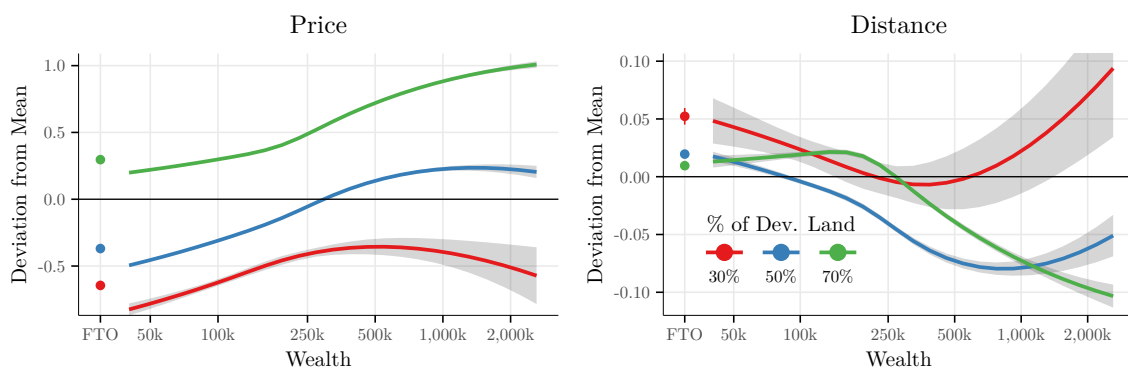 Price
Deviation from Mean
1.0
0.5
0.0
-0.5
FTO 50k 100k 250k 500k 1,000k 2,000k
Wealth
Distance
Deviation from Mean
0.10
0.05
0.00
-0.05
-0.10
% of Dev. Land
30% 50% 70%
FTO 50k 100k 250k 500k 1,000k 2,000k
Wealth